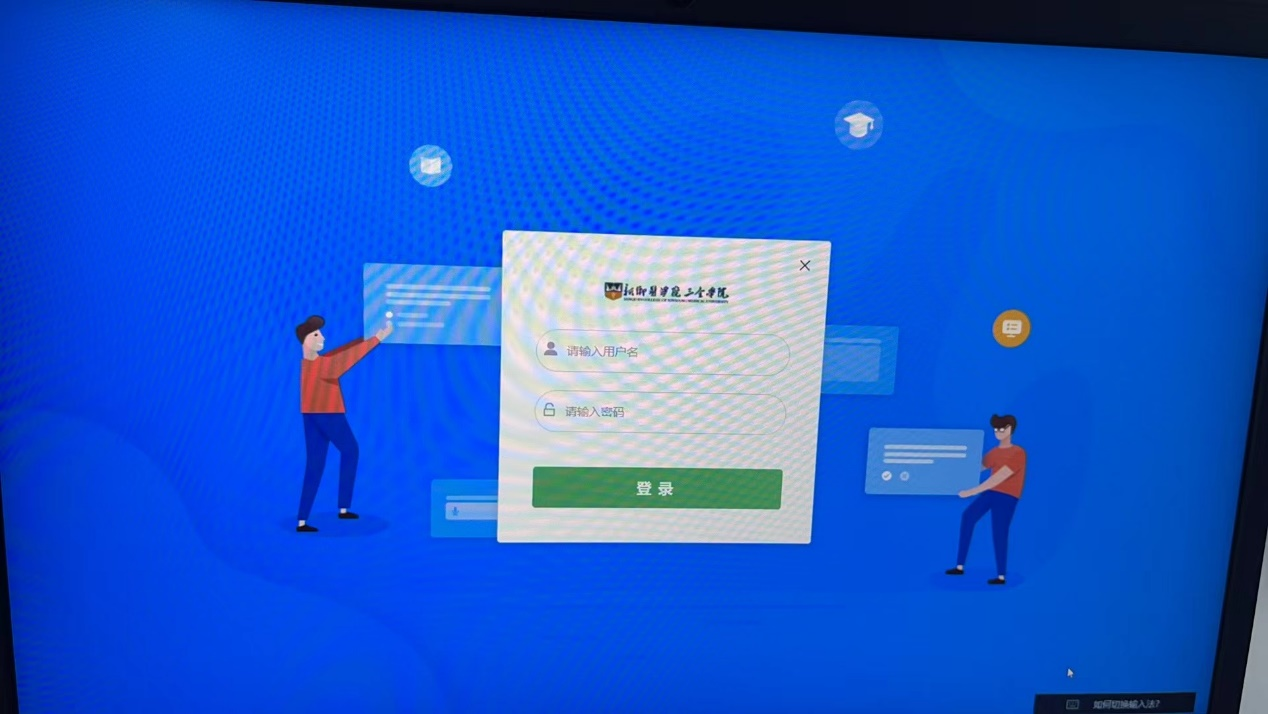 新乡医学院三全学院
请输入用户名
请输入密码
登录
如何切换输入法?